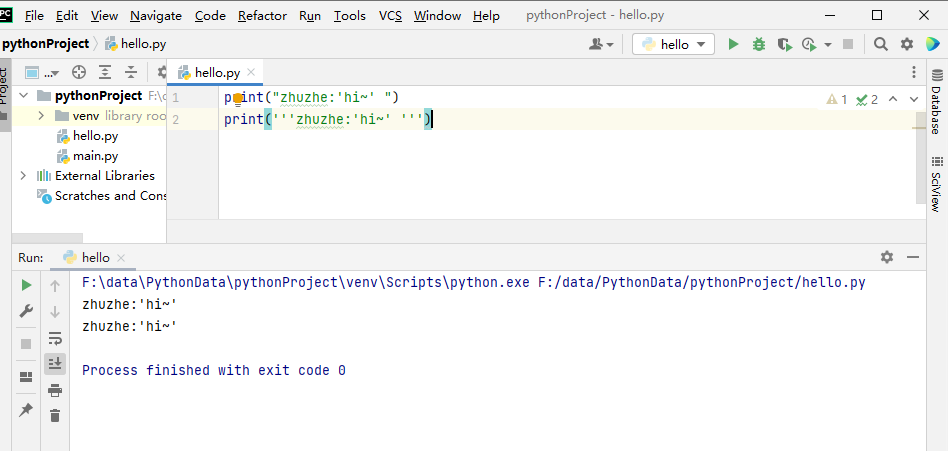 PC File Edit View Navigate Code Refactor Run Tools VCS Window Help pythonProject - hello.py
pythonProject hello.py hello
Project
... hello.py
pythonProject F:\d
venv library roo
hello.py
main.py
External Libraries
Scratches and Cons
1 print("zhuzhe:'hi~' ")
2 print('''zhuzhe:'hi~' ''')
1 2
Database
SciView
Run: hello
F:\data\PythonData\pythonProject\venv\Scripts\python.exe F:/data/PythonData/pythonProject/hello.py
zhuzhe:'hi~'
zhuzhe:'hi~'
Process finished with exit code 0